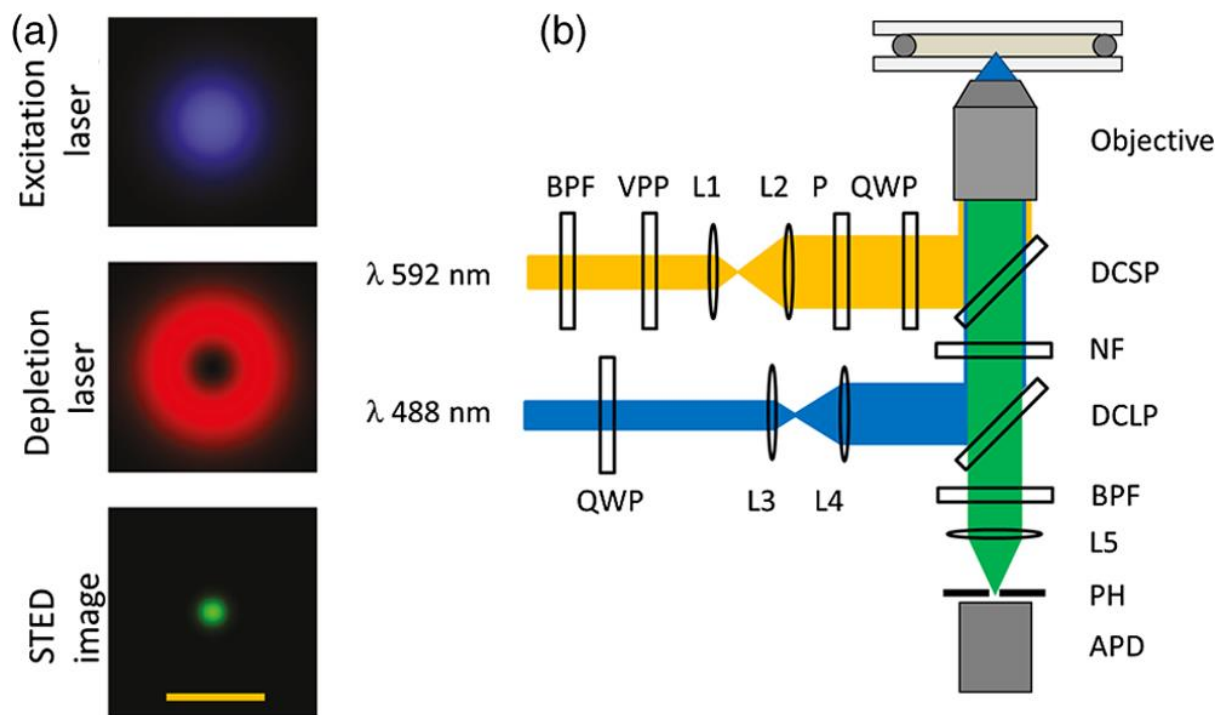 (a)
Excitation
laser
Depletion
laser
STED
image
(b)
Objective
BPF VPP L1 L2 P QWP
λ 592 nm
DCSP
NF
λ 488 nm
DCLP
QWP L3 L4
BPF
L5
PH
APD